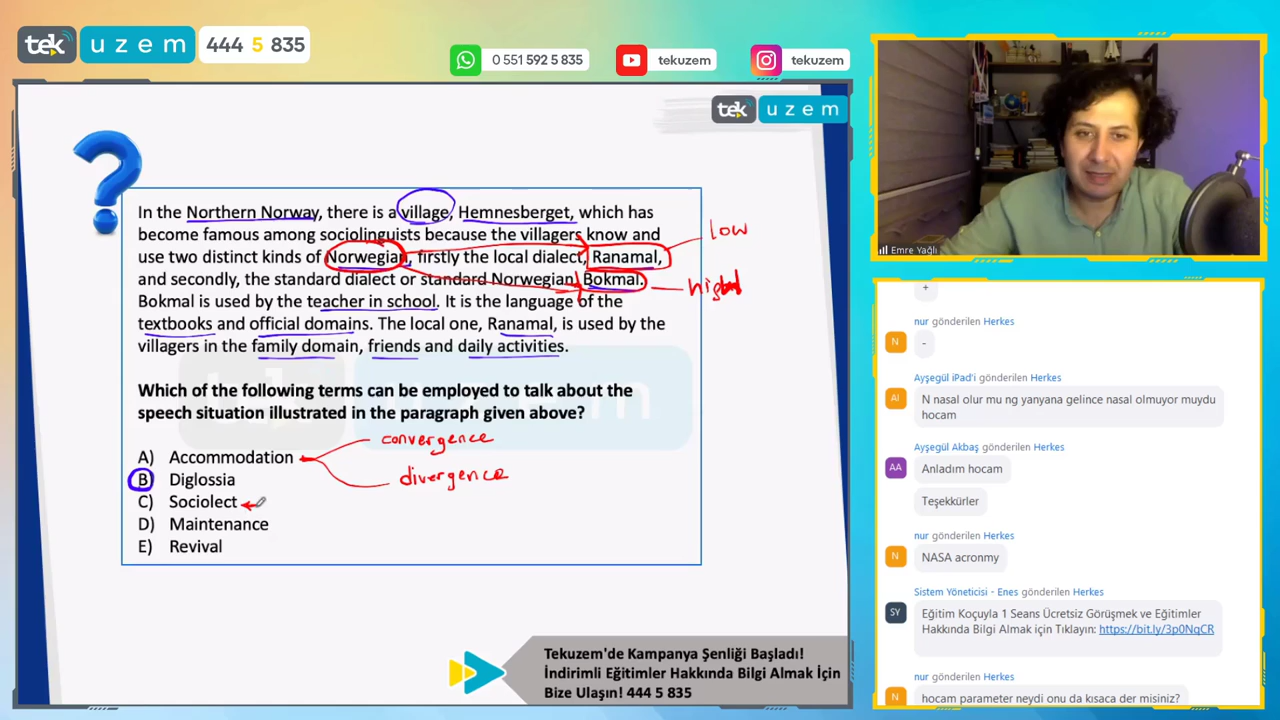 tek uzem 444 5 835
0 551 592 5 835
tekuzem
tekuzem
tek uzem
In the Northern Norway, there is a village, Hemnesberget, which has
become famous among sociolinguists because the villagers know and
use two distinct kinds of Norwegian, firstly the local dialect, Ranamal,
and secondly, the standard dialect or standard Norwegian Bokmal.
Bokmal is used by the teacher in school. It is the language of the
textbooks and official domains. The local one, Ranamal, is used by the
villagers in the family domain, friends and daily activities.
low
Which of the following terms can be employed to talk about the
speech situation illustrated in the paragraph given above?
A) Accommodation
convergence
divergence
B) Diglossia
C) Sociolect
D) Maintenance
E) Revival
Tekuzem'de Kampanya Şenliği Başladı!
İndirimli Eğitimler Hakkında Bilgi Almak İçin
Bize Ulaşın! 444 5 835
Emre Yağlı
+
nur gönderilen Herkes
N
-
Ayşegül iPad'i gönderilen Herkes
AI
N nasal olur mu ng yanyana gelince nasal olmuyor muydu
hocam
Ayşegül Akbaş gönderilen Herkes
AA
Anladım hocam
Teşekkürler
nur gönderilen Herkes
N
NASA acronmy
Sistem Yöneticisi - Enes gönderilen Herkes
SY
Eğitim Koçuyla 1 Seans Ücretsiz Görüşmek ve Eğitimler
Hakkında Bilgi Almak için Tıklayın: https://bit.ly/3p0NqCR
nur gönderilen Herkes
N
hocam parameter neydi onu da kısaca der misiniz?